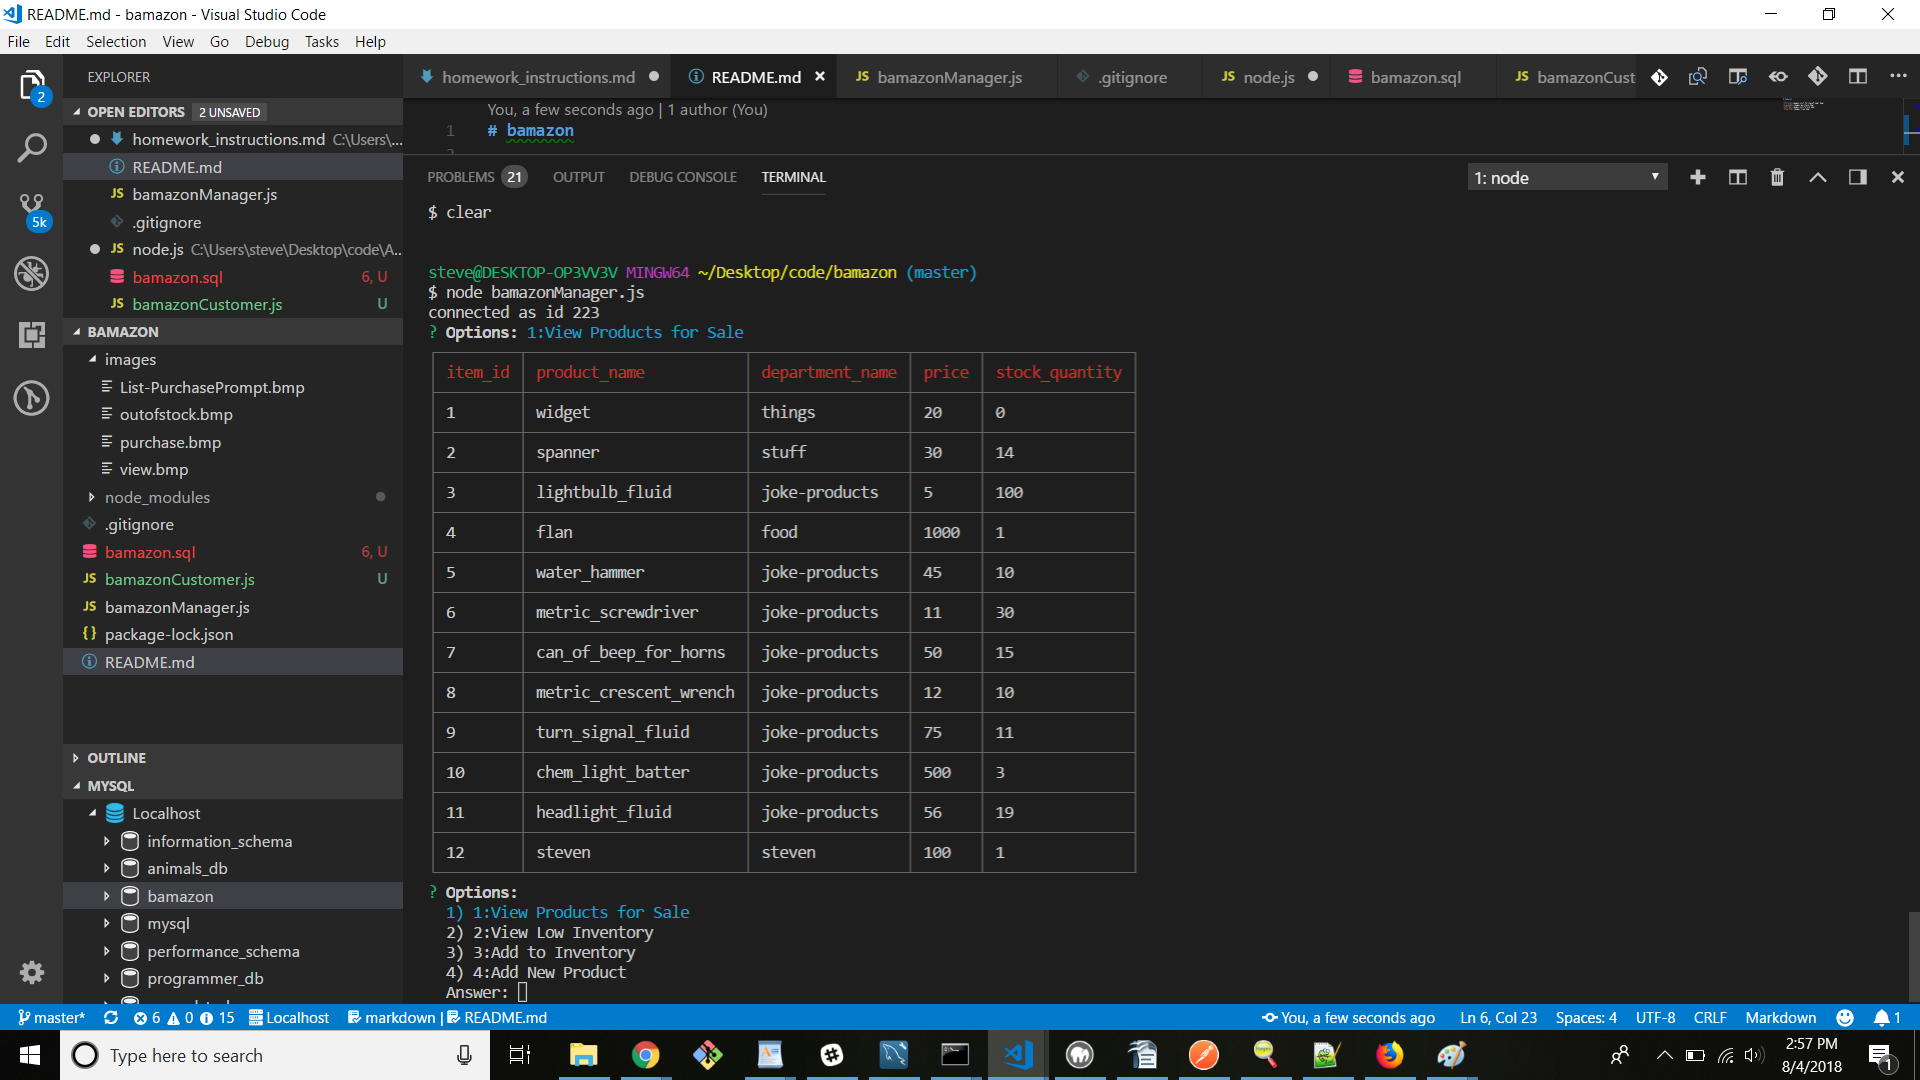 README.md - bamazon - Visual Studio Code
File Edit Selection View Go Debug Tasks Help
EXPLORER
OPEN EDITORS 2 UNSAVED
homework_instructions.md C:\Users\...
README.md
bamazonManager.js
.gitignore
node.js C:\Users\steve\Desktop\code\A...
bamazon.sql 6, U
bamazonCustomer.js U
BAMAZON
images
List-PurchasePrompt.bmp
outofstock.bmp
purchase.bmp
view.bmp
node_modules
.gitignore
bamazon.sql 6, U
bamazonCustomer.js U
bamazonManager.js
package-lock.json
README.md
OUTLINE
MYSQL
Localhost
information_schema
animals_db
bamazon
mysql
performance_schema
programmer_db
2
5k
homework_instructions.md README.md JS bamazonManager.js .gitignore JS node.js bamazon.sql JS bamazonCust
You, a few seconds ago | 1 author (You)
1 # bamazon
PROBLEMS 21 OUTPUT DEBUG CONSOLE TERMINAL 1: node
$ clear
steve@DESKTOP-OP3VV3V MINGW64 ~/Desktop/code/bamazon (master)
$ node bamazonManager.js
connected as id 223
? Options: 1:View Products for Sale
item_id product_name department_name price stock_quantity
1 widget things 20 0
2 spanner stuff 30 14
3 lightbulb_fluid joke-products 5 100
4 flan food 1000 1
5 water_hammer joke-products 45 10
6 metric_screwdriver joke-products 11 30
7 can_of_beep_for_horns joke-products 50 15
8 metric_crescent_wrench joke-products 12 10
9 turn_signal_fluid joke-products 75 11
10 chem_light_batter joke-products 500 3
11 headlight_fluid joke-products 56 19
12 steven steven 100 1
? Options:
1) 1:View Products for Sale
2) 2:View Low Inventory
3) 3:Add to Inventory
4) 4:Add New Product
Answer:
master* 6 0 15 Localhost markdown | README.md You, a few seconds ago Ln 6, Col 23 Spaces: 4 UTF-8 CRLF Markdown 1
Type here to search
2:57 PM
8/4/2018
1